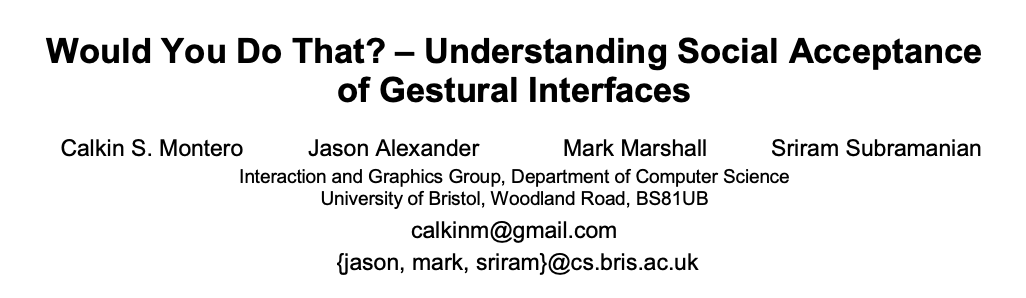 Would You Do That? – Understanding Social Acceptance
of Gestural Interfaces
Calkin S. Montero Jason Alexander Mark Marshall Sriram Subramanian
Interaction and Graphics Group, Department of Computer Science
University of Bristol, Woodland Road, BS81UB
calkinm@gmail.com
{jason, mark, sriram}@cs.bris.ac.uk